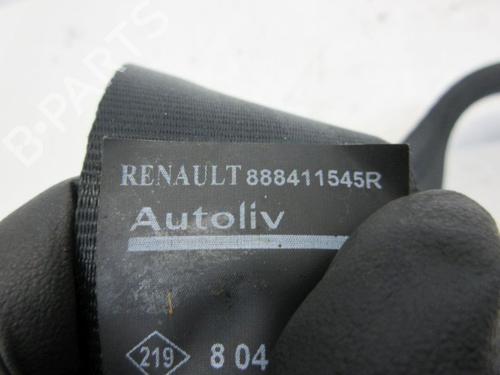 B-PARTS
RENAULT 888411545R
Autoliv
219 8 04